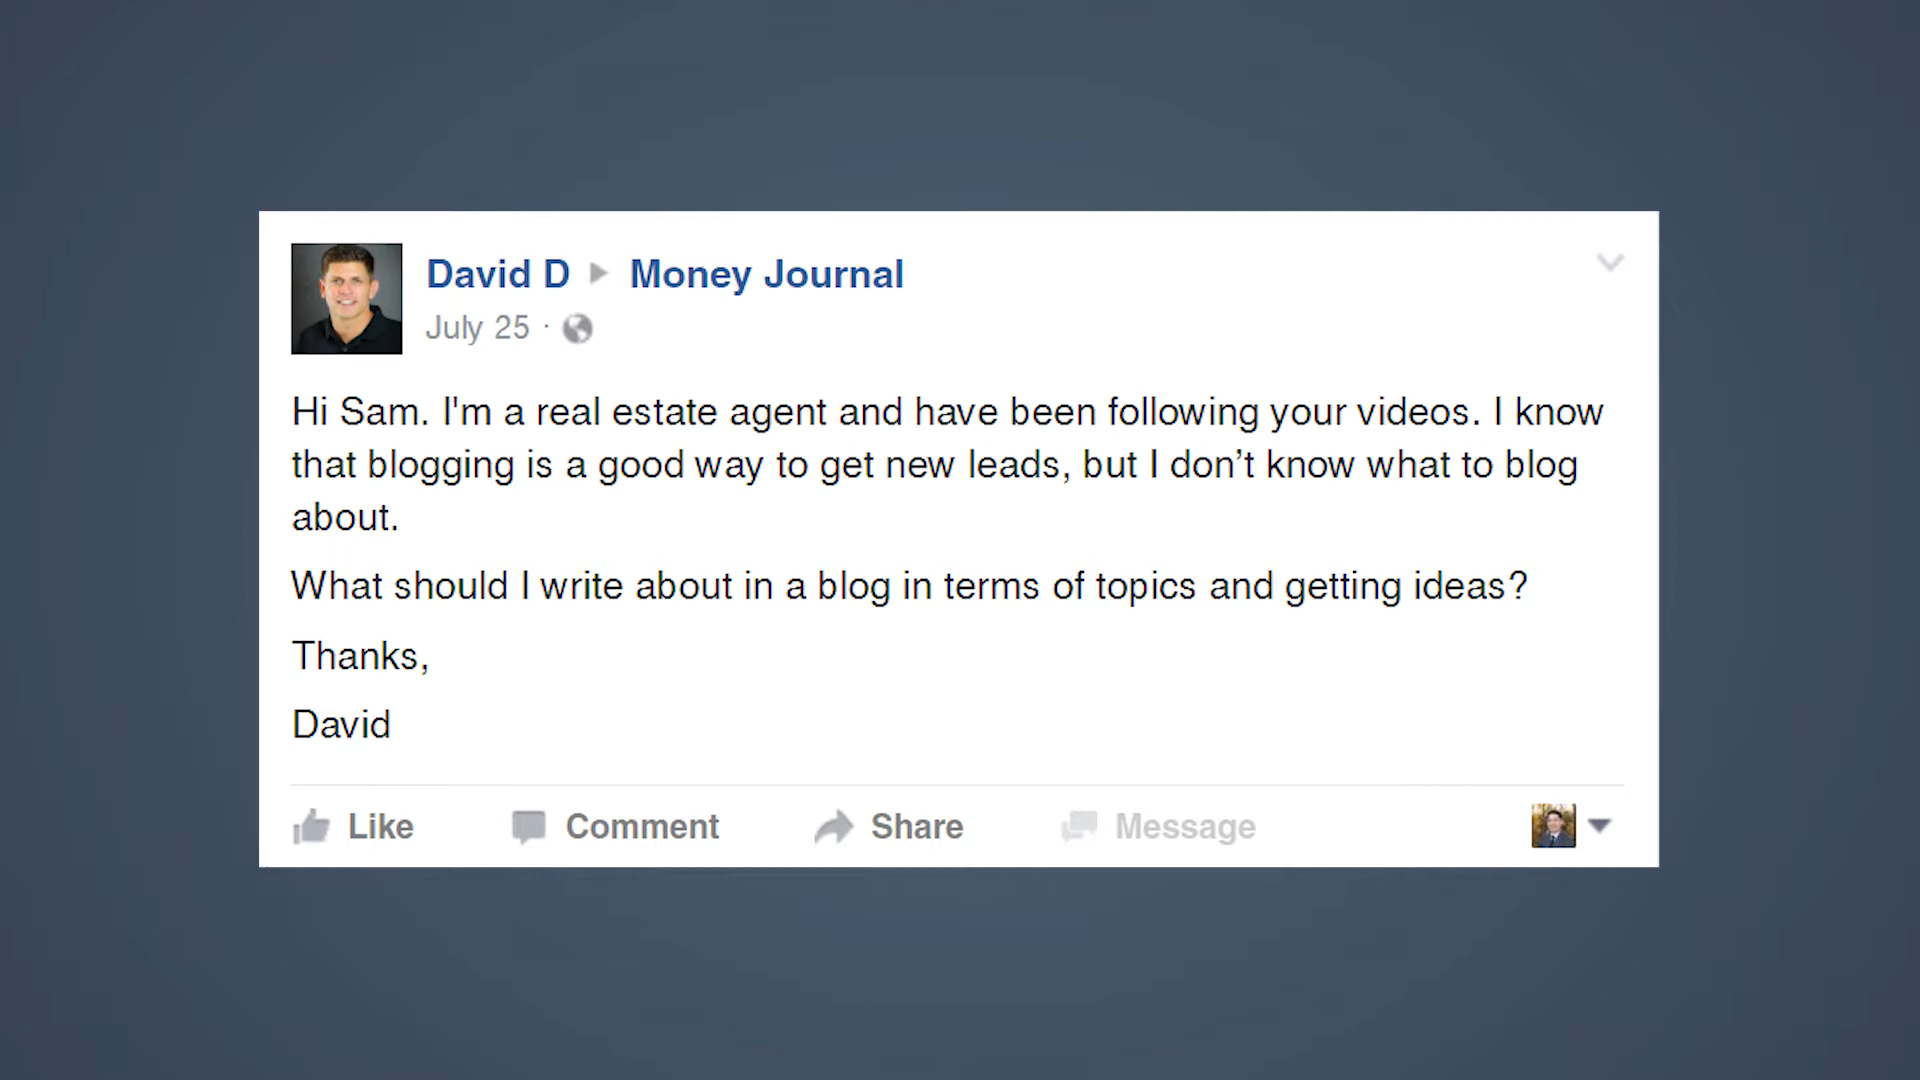 David D ▶ Money Journal
July 25 ·
Hi Sam. I'm a real estate agent and have been following your videos. I know
that blogging is a good way to get new leads, but I don’t know what to blog
about.
What should I write about in a blog in terms of topics and getting ideas?
Thanks,
David
Like Comment Share Message